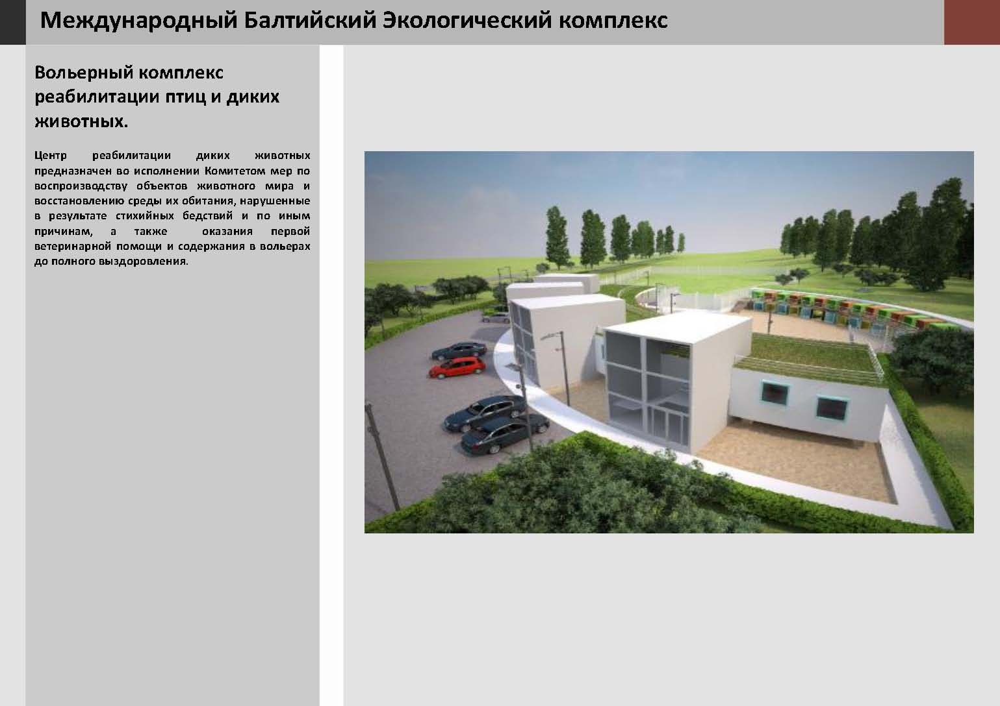 Международный Балтийский Экологический комплекс
Вольерный комплекс
реабилитации птиц и диких
животных.
Центр реабилитации диких животных
предназначен во исполнении Комитетом мер по
воспроизводству объектов животного мира и
восстановлению среды их обитания, нарушенные
в результате стихийных бедствий и по иным
причинам, а также оказания первой
ветеринарной помощи и содержания в вольерах
до полного выздоровления.